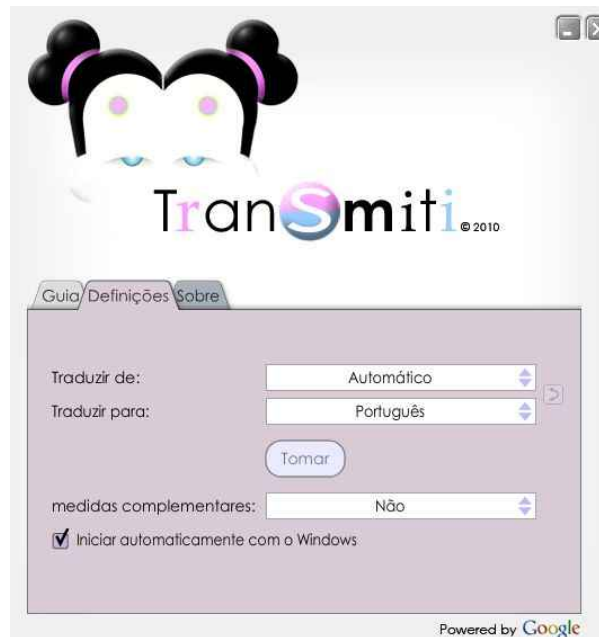 TranSmiti © 2010
Guia Definições Sobre
Traduzir de: Automático
Traduzir para: Português
Tomar
medidas complementares: Não
Iniciar automaticamente com o Windows
Powered by Google